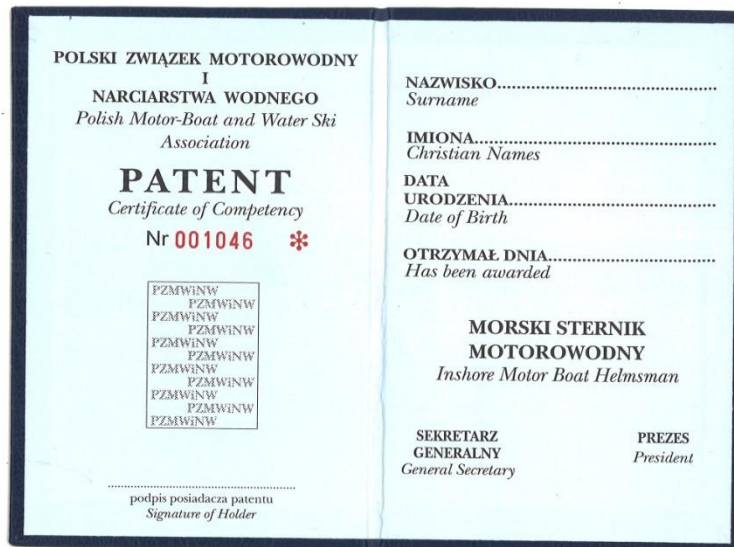 POLSKI ZWIĄZEK MOTOROWODNY
I
NARCIARSTWA WODNEGO
Polish Motor-Boat and Water Ski
Association
PATENT
Certificate of Competency
Nr 001046 *
PZMWiNW
PZMWiNW
PZMWiNW
PZMWiNW
PZMWiNW
PZMWiNW
PZMWiNW
PZMWiNW
PZMWiNW
PZMWiNW
PZMWiNW
podpis posiadacza patentu
Signature of Holder
NAZWISKO
Surname
IMIONA
Christian Names
DATA
URODZENIA
Date of Birth
OTRZYMAŁ DNIA
Has been awarded
MORSKI STERNIK
MOTOROWODNY
Inshore Motor Boat Helmsman
SEKRETARZ
GENERALNY
General Secretary
PREZES
President